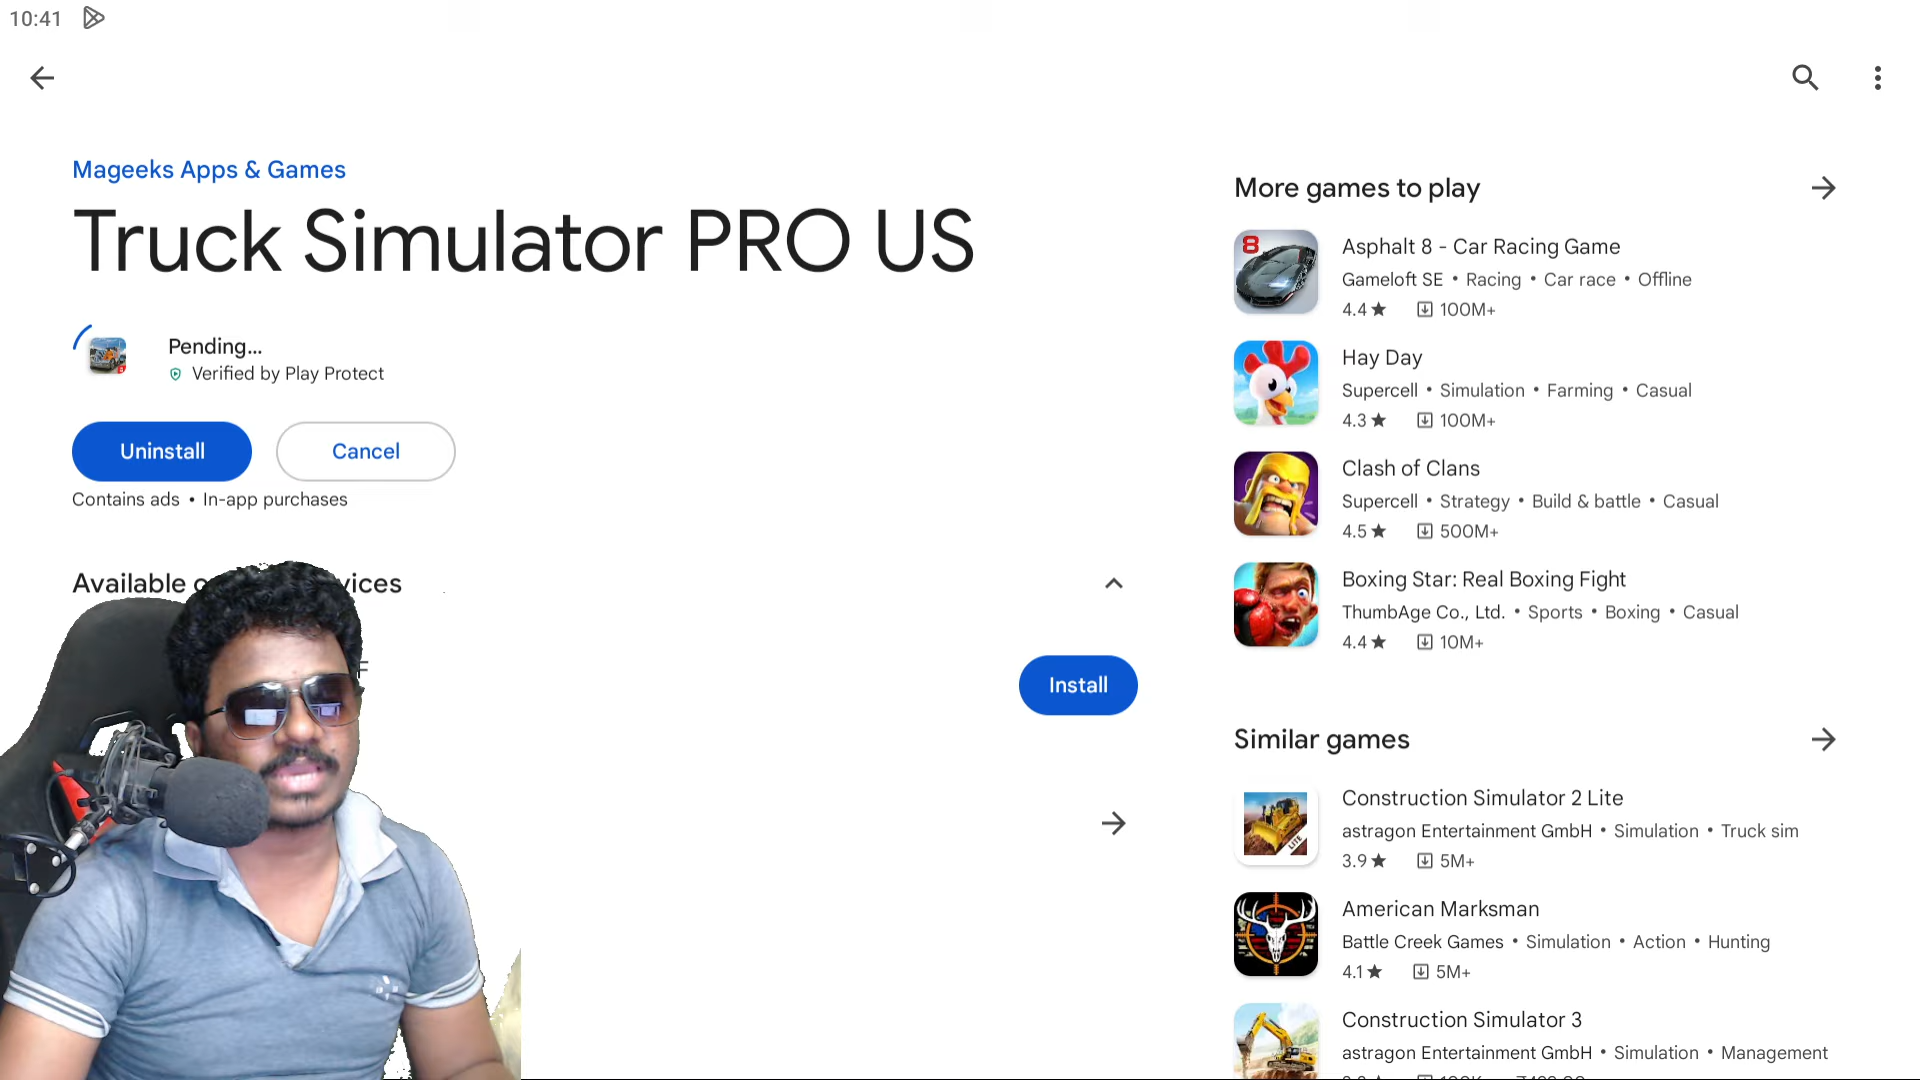 10:41
Mageeks Apps & Games
Truck Simulator PRO US
Pending...
Verified by Play Protect
Uninstall
Cancel
Contains ads • In-app purchases
Available
vices
Install
More games to play
8
Asphalt 8 - Car Racing Game
Gameloft SE • Racing • Car race • Offline
4.4★ 100M+
Hay Day
Supercell • Simulation • Farming • Casual
4.3★ 100M+
Clash of Clans
Supercell • Strategy • Build & battle • Casual
4.5★ 500M+
Boxing Star: Real Boxing Fight
ThumbAge Co., Ltd. • Sports • Boxing • Casual
4.4★ 10M+
Similar games
LITE
Construction Simulator 2 Lite
astragon Entertainment GmbH • Simulation • Truck sim
3.9★ 5M+
American Marksman
Battle Creek Games • Simulation • Action • Hunting
4.1★ 5M+
Construction Simulator 3
astragon Entertainment GmbH • Simulation • Management